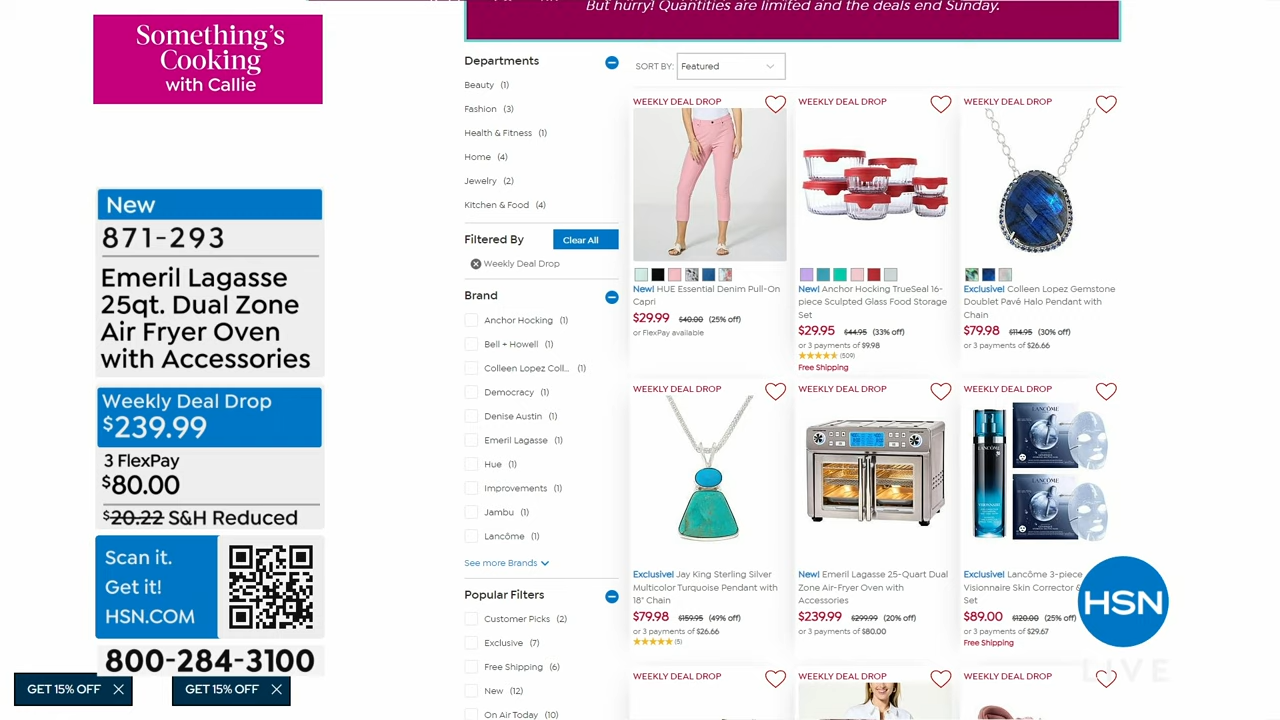 But hurry! Quantities are limited and the deals end Sunday.
Something's
Cooking
with Callie
New
871-293
Emeril Lagasse
25qt. Dual Zone
Air Fryer Oven
with Accessories
Weekly Deal Drop
$239.99
3 FlexPay
$80.00
$20.22 S&H Reduced
Scan it.
Get it!
HSN.COM
800-284-3100
GET 15% OFF
GET 15% OFF
Departments
Beauty (1)
Fashion (3)
Health & Fitness (1)
Home (4)
Jewelry (2)
Kitchen & Food (4)
Filtered By
Clear All
Weekly Deal Drop
Brand
Anchor Hocking (1)
Bell + Howell (1)
Colleen Lopez Coll... (1)
Democracy (1)
Denise Austin (1)
Emeril Lagasse (1)
Hue (1)
Improvements (1)
Jambu (1)
Lancôme (1)
See more Brands
Popular Filters
Customer Picks (2)
Exclusive (7)
Free Shipping (6)
New (12)
On Air Today (10)
SORT BY: Featured
WEEKLY DEAL DROP
New! HUE Essential Denim Pull-On
Capri
$29.99 $40.00 (25% off)
or FlexPay available
WEEKLY DEAL DROP
New! Anchor Hocking TrueSeal 16-
piece Sculpted Glass Food Storage
Set
$29.95 $44.95 (33% off)
or 3 payments of $9.98
(509)
Free Shipping
WEEKLY DEAL DROP
Exclusive! Colleen Lopez Gemstone
Doublet Pavé Halo Pendant with
Chain
$79.98 $114.95 (30% off)
or 3 payments of $26.66
WEEKLY DEAL DROP
Exclusive! Jay King Sterling Silver
Multicolor Turquoise Pendant with
18" Chain
$79.98 $159.95 (49% off)
or 3 payments of $26.66
(5)
WEEKLY DEAL DROP
New! Emeril Lagasse 25-Quart Dual
Zone Air-Fryer Oven with
Accessories
$239.99 $299.99 (20% off)
or 3 payments of $80.00
WEEKLY DEAL DROP
LANCÔME
LANCÔME
LANCÔME
Exclusive! Lancôme 3-piece
Visionnaire Skin Corrector &
Set
$89.00 $120.00 (25% off)
or 3 payments of $29.67
Free Shipping
WEEKLY DEAL DROP
WEEKLY DEAL DROP
WEEKLY DEAL DROP
HSN
LIVE